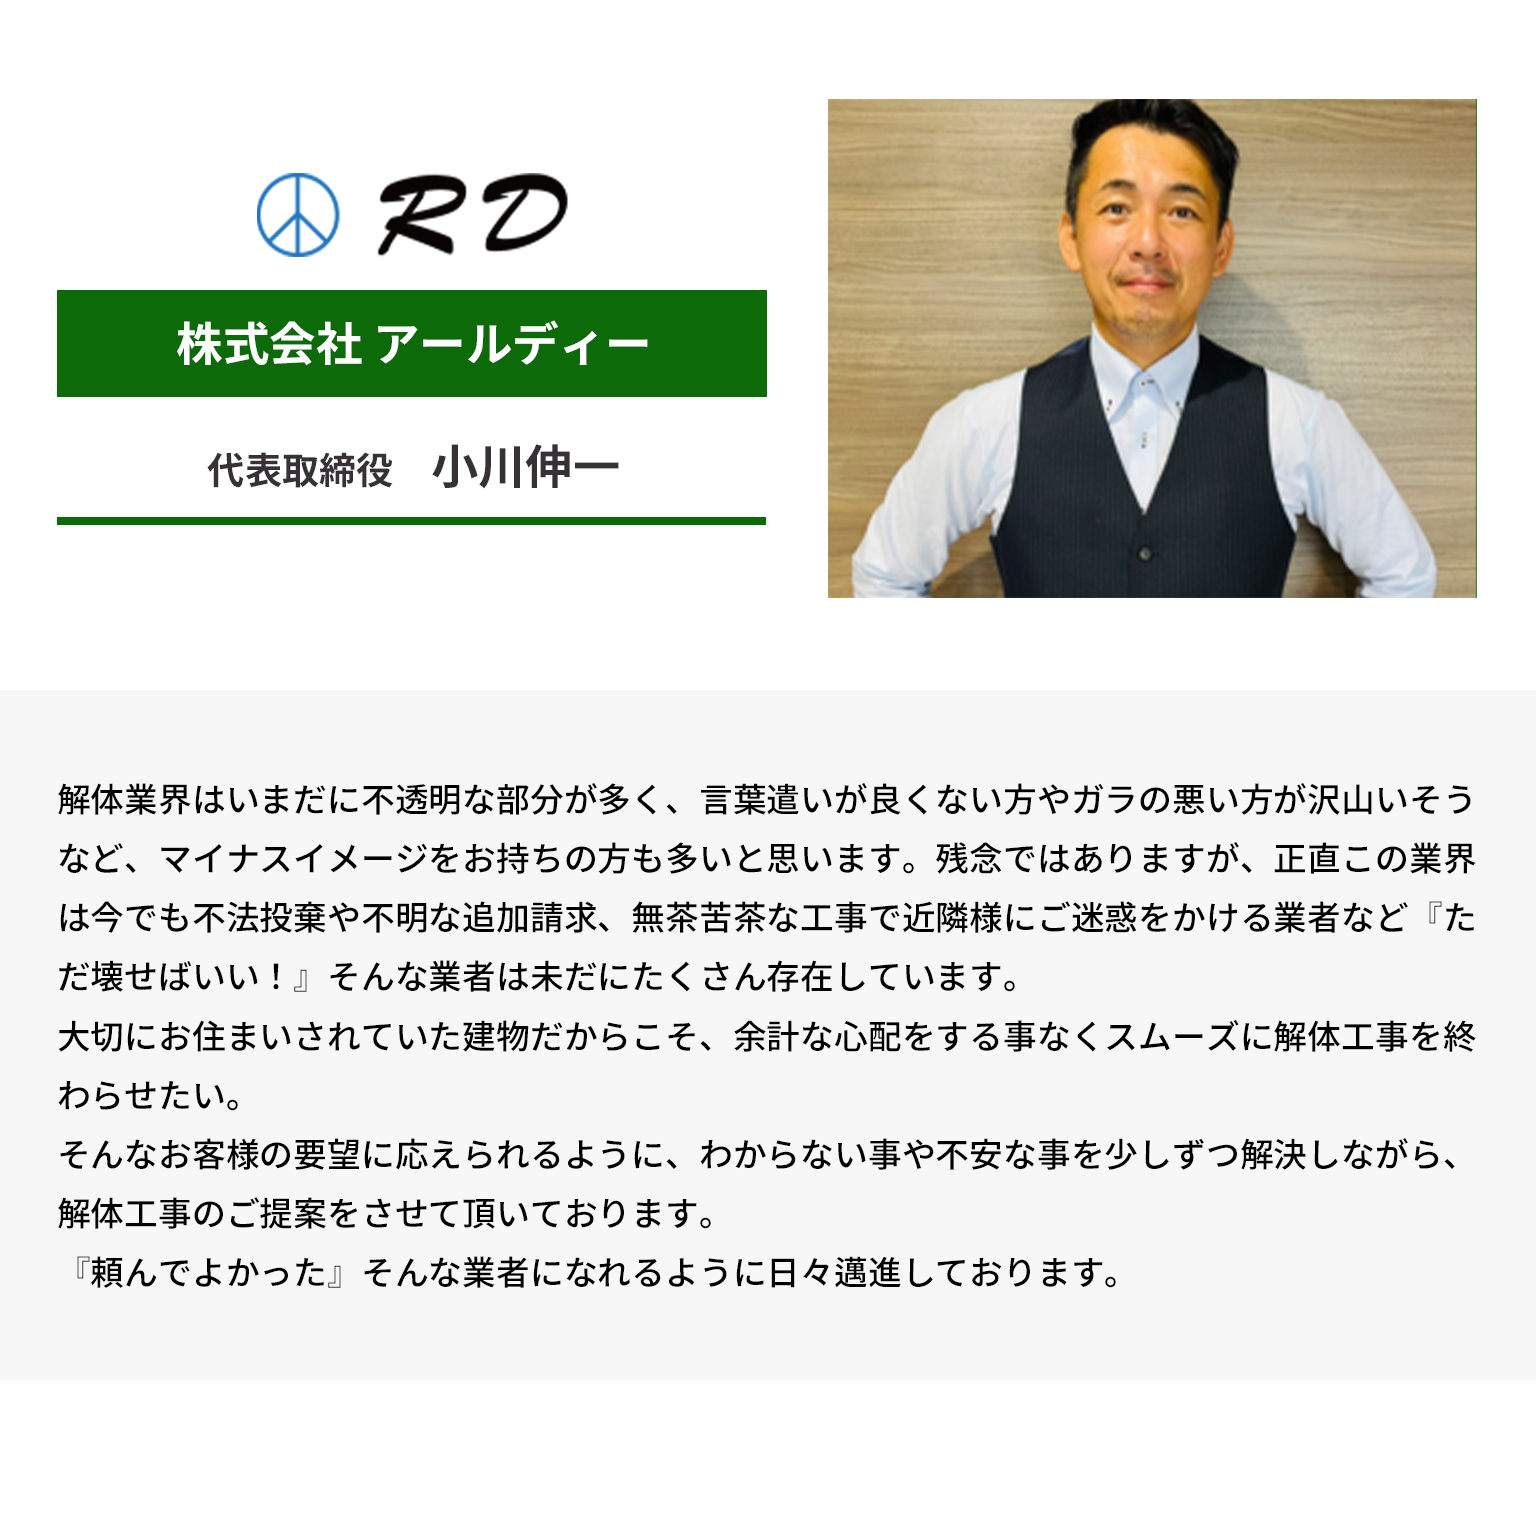 RD
株式会社 アールディー
代表取締役　小川伸一
解体業界はいまだに不透明な部分が多く、言葉遣いが良くない方やガラの悪い方が沢山いそう
など、マイナスイメージをお持ちの方も多いと思います。残念ではありますが、正直この業界
は今でも不法投棄や不明な追加請求、無茶苦茶な工事で近隣様にご迷惑をかける業者など『た
だ壊せばいい！』そんな業者は未だにたくさん存在しています。
大切にお住まいされていた建物だからこそ、余計な心配をする事なくスムーズに解体工事を終
わらせたい。
そんなお客様の要望に応えられるように、わからない事や不安な事を少しずつ解決しながら、
解体工事のご提案をさせて頂いております。
『頼んでよかった』そんな業者になれるように日々邁進しております。